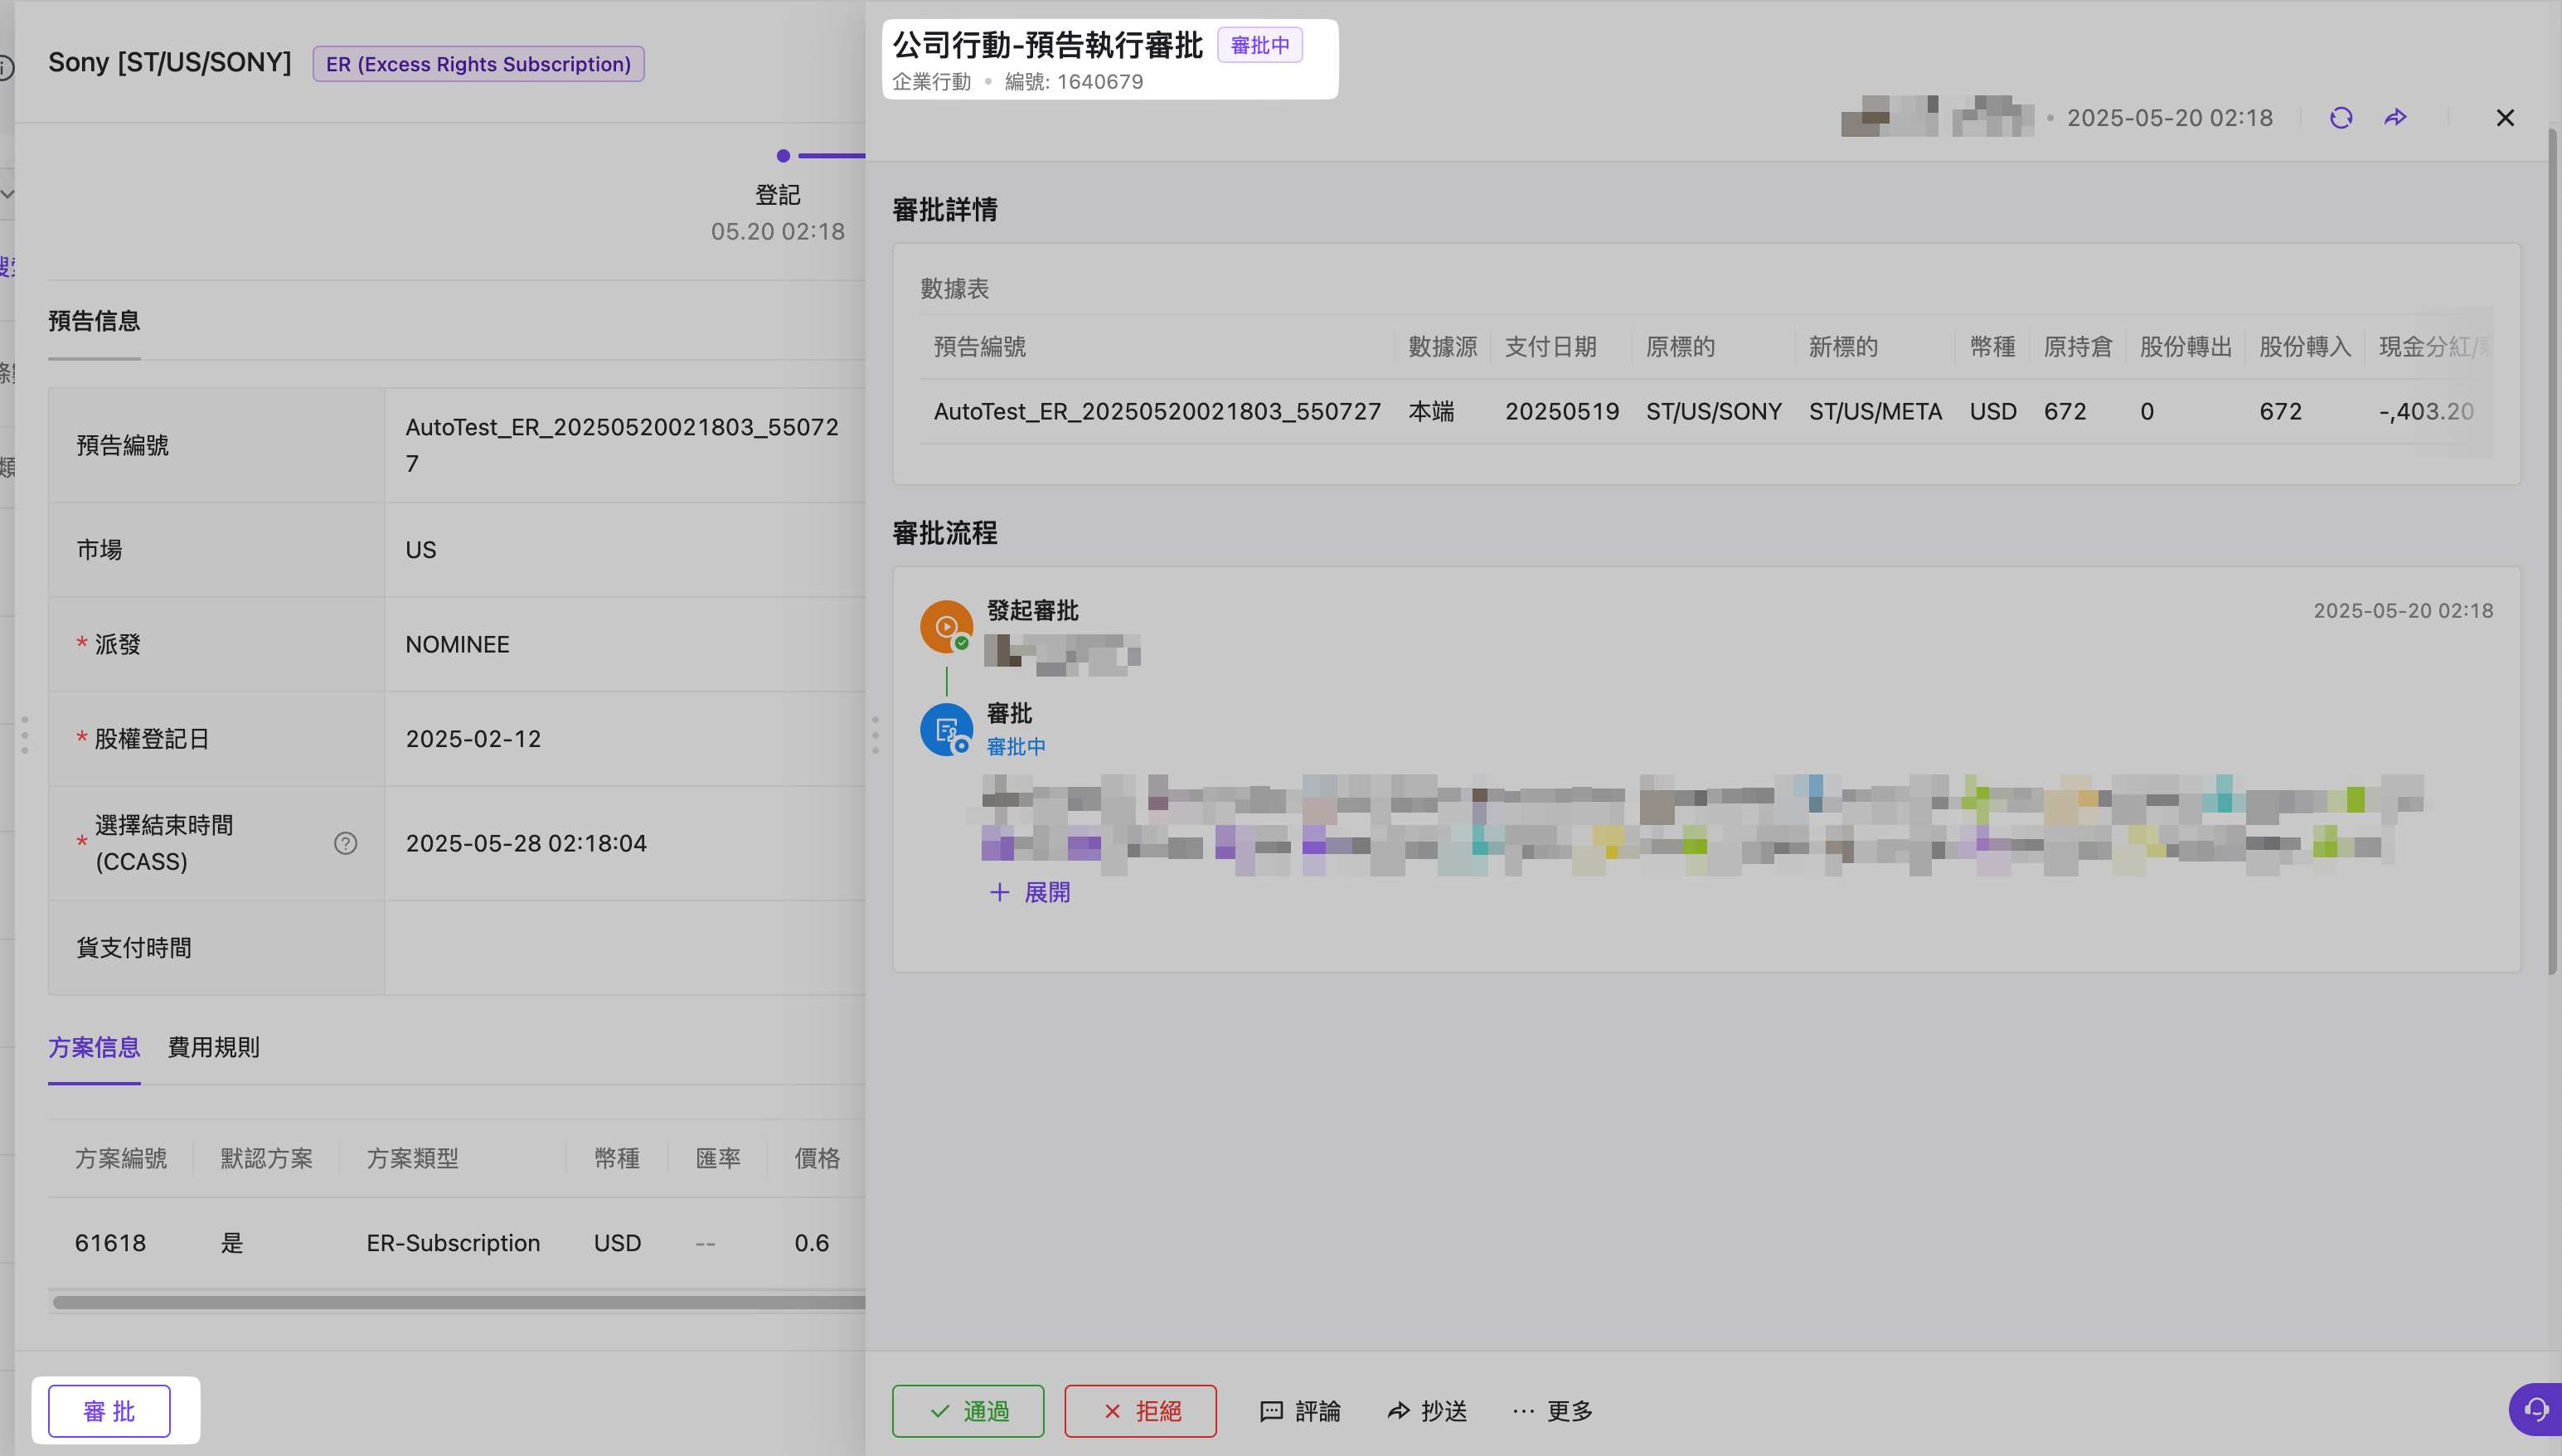 Sony [ST/US/SONY] ER (Excess Rights Subscription)
登記
05.20 02:18
預告信息
預告編號 AutoTest_ER_20250520021803_55072
7
市場 US
* 派發 NOMINEE
* 股權登記日 2025-02-12
* 選擇結束時間
(CCASS) 2025-05-28 02:18:04
貨支付時間
方案信息 費用規則
方案編號 默認方案 方案類型 幣種 匯率 價格
61618 是 ER-Subscription USD -- 0.6
審 批
公司行動-預告執行審批 審批中
企業行動 • 編號: 1640679
• 2025-05-20 02:18
審批詳情
數據表
預告編號 數據源 支付日期 原標的 新標的 幣種 原持倉 股份轉出 股份轉入 現金分紅/
AutoTest_ER_20250520021803_550727 本端 20250519 ST/US/SONY ST/US/META USD 672 0 672 -,403.20
審批流程
發起審批 2025-05-20 02:18
審批
審批中
+ 展開
通過 拒絕 評論 抄送 ··· 更多